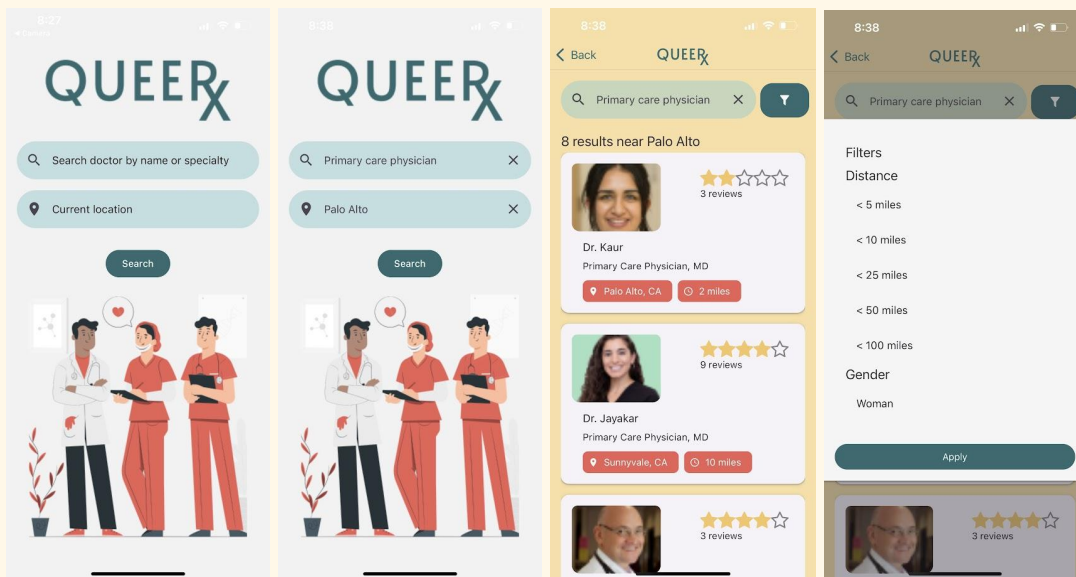 8:27
QUEERx
Search doctor by name or specialty
Current location
Search
8:38
QUEERx
Primary care physician
Palo Alto
Search
8:38
Back
QUEERx
Primary care physician
8 results near Palo Alto
3 reviews
Dr. Kaur
Primary Care Physician, MD
Palo Alto, CA
2 miles
9 reviews
Dr. Jayakar
Primary Care Physician, MD
Sunnyvale, CA
10 miles
3 reviews
8:38
Back
QUEERx
Primary care physician
Filters
Distance
< 5 miles
< 10 miles
< 25 miles
< 50 miles
< 100 miles
Gender
Woman
Apply
3 reviews